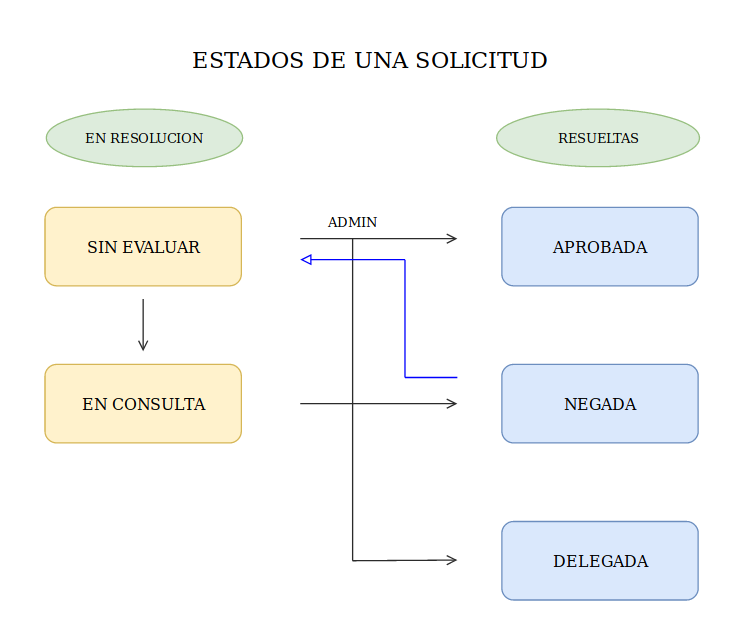 ESTADOS DE UNA SOLICITUD
EN RESOLUCION
RESUELTAS
SIN EVALUAR
ADMIN
APROBADA
EN CONSULTA
NEGADA
DELEGADA